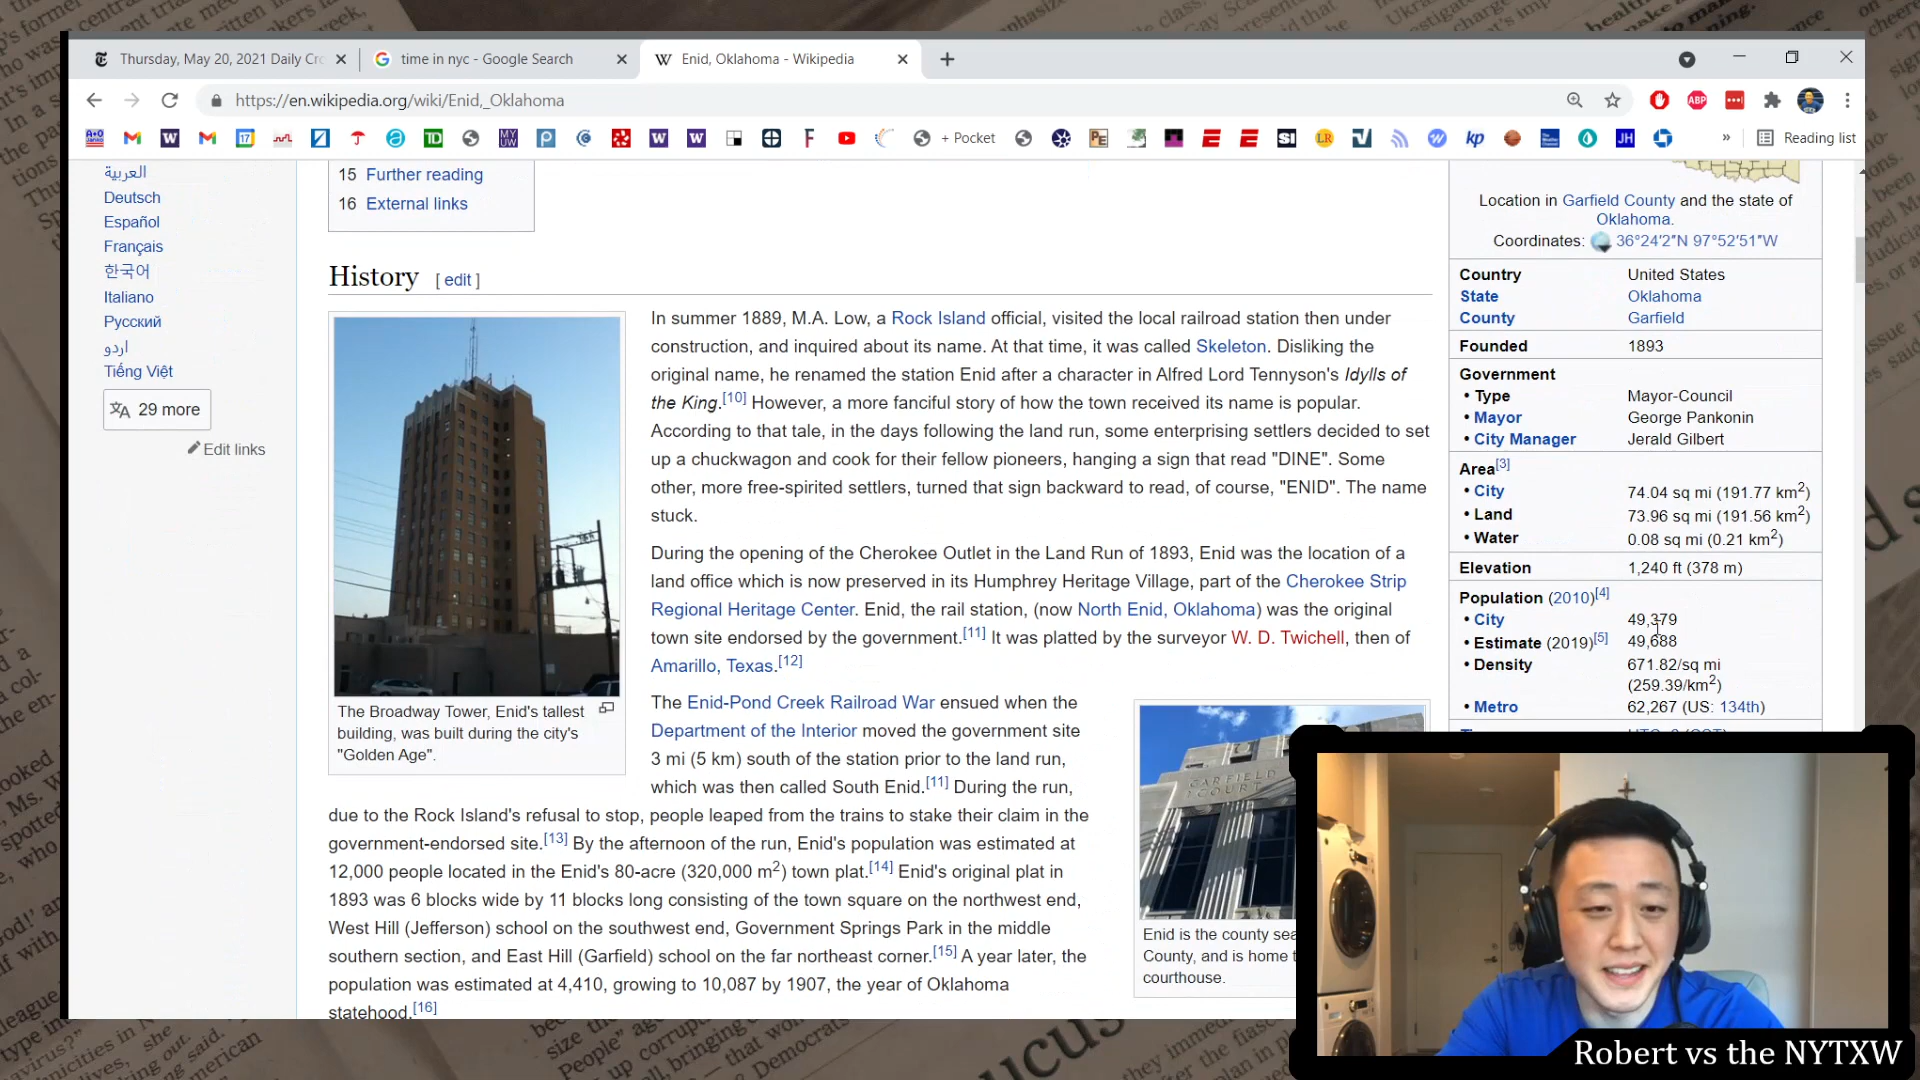 Thursday, May 20, 2021 Daily Cr
time in nyc - Google Search
Enid, Oklahoma - Wikipedia
https://en.wikipedia.org/wiki/Enid,_Oklahoma
+ Pocket
Reading list
العربية
Deutsch
Español
Français
한국어
Italiano
Русский
اردو
Tiếng Việt
29 more
Edit links
15 Further reading
16 External links
History [ edit ]
The Broadway Tower, Enid's tallest
building, was built during the city's
"Golden Age".
In summer 1889, M.A. Low, a Rock Island official, visited the local railroad station then under
construction, and inquired about its name. At that time, it was called Skeleton. Disliking the
original name, he renamed the station Enid after a character in Alfred Lord Tennyson's Idylls of
the King.[10] However, a more fanciful story of how the town received its name is popular.
According to that tale, in the days following the land run, some enterprising settlers decided to set
up a chuckwagon and cook for their fellow pioneers, hanging a sign that read "DINE". Some
other, more free-spirited settlers, turned that sign backward to read, of course, "ENID". The name
stuck.
During the opening of the Cherokee Outlet in the Land Run of 1893, Enid was the location of a
land office which is now preserved in its Humphrey Heritage Village, part of the Cherokee Strip
Regional Heritage Center. Enid, the rail station, (now North Enid, Oklahoma) was the original
town site endorsed by the government.[11] It was platted by the surveyor W. D. Twichell, then of
Amarillo, Texas.[12]
The Enid-Pond Creek Railroad War ensued when the
Department of the Interior moved the government site
3 mi (5 km) south of the station prior to the land run,
which was then called South Enid.[11] During the run,
due to the Rock Island's refusal to stop, people leaped from the trains to stake their claim in the
government-endorsed site.[13] By the afternoon of the run, Enid's population was estimated at
12,000 people located in the Enid's 80-acre (320,000 m2) town plat.[14] Enid's original plat in
1893 was 6 blocks wide by 11 blocks long consisting of the town square on the northwest end,
West Hill (Jefferson) school on the southwest end, Government Springs Park in the middle
southern section, and East Hill (Garfield) school on the far northeast corner.[15] A year later, the
population was estimated at 4,410, growing to 10,087 by 1907, the year of Oklahoma
statehood.[16]
GARFIELD
COURT
Enid is the county sea
County, and is home t
courthouse.
Location in Garfield County and the state of
Oklahoma.
Coordinates: 36°24′2″N 97°52′51″W
Country United States
State Oklahoma
County Garfield
Founded 1893
Government
• Type Mayor-Council
• Mayor George Pankonin
• City Manager Jerald Gilbert
Area[3]
• City 74.04 sq mi (191.77 km2)
• Land 73.96 sq mi (191.56 km2)
• Water 0.08 sq mi (0.21 km2)
Elevation 1,240 ft (378 m)
Population (2010)[4]
• City 49,379
• Estimate (2019)[5] 49,688
• Density 671.82/sq mi
(259.39/km2)
• Metro 62,267 (US: 134th)
Robert vs the NYTXW